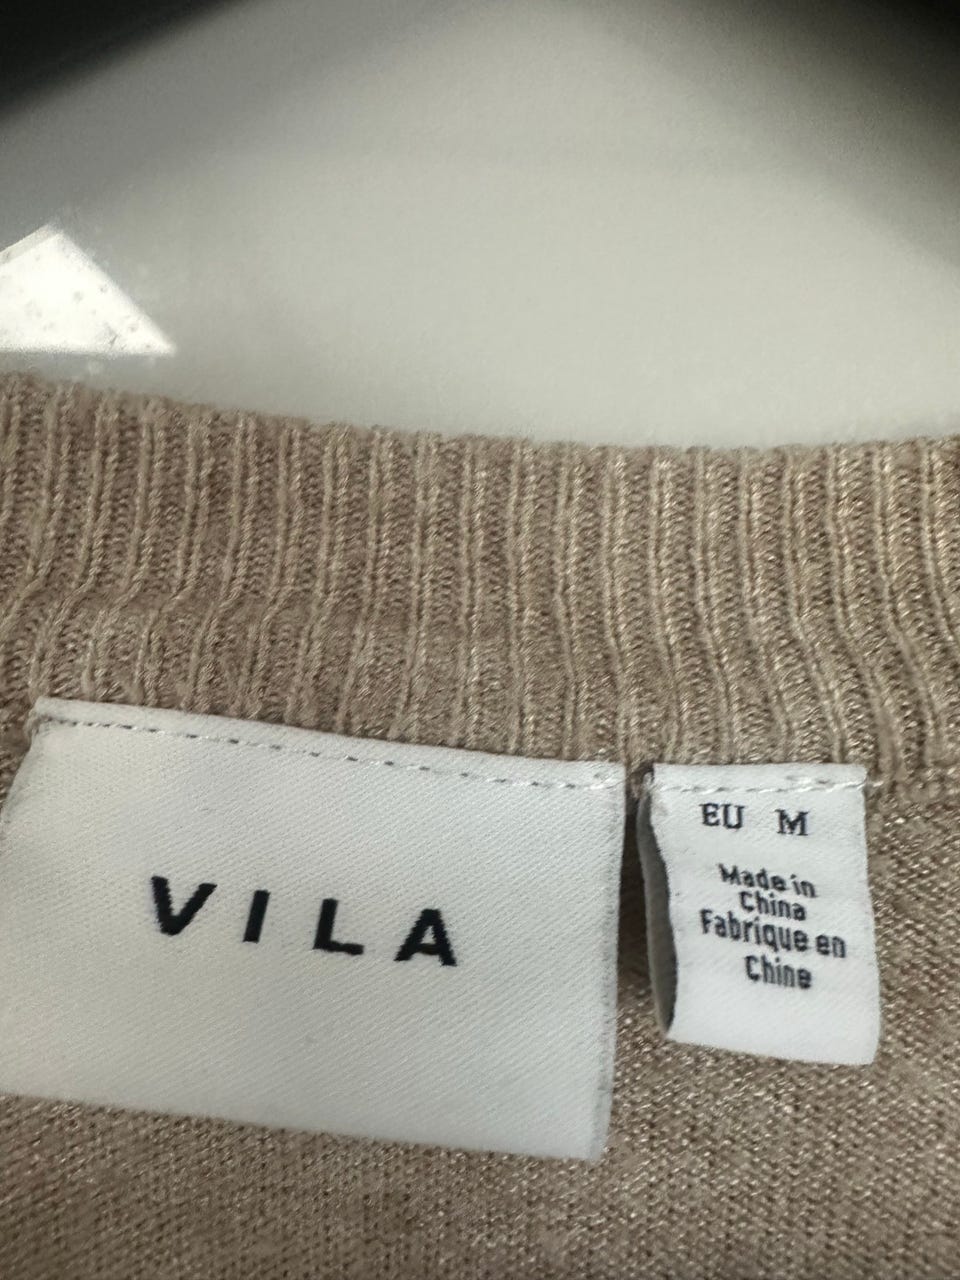 VILA
EU M
Made in
China
Fabrique en
Chine